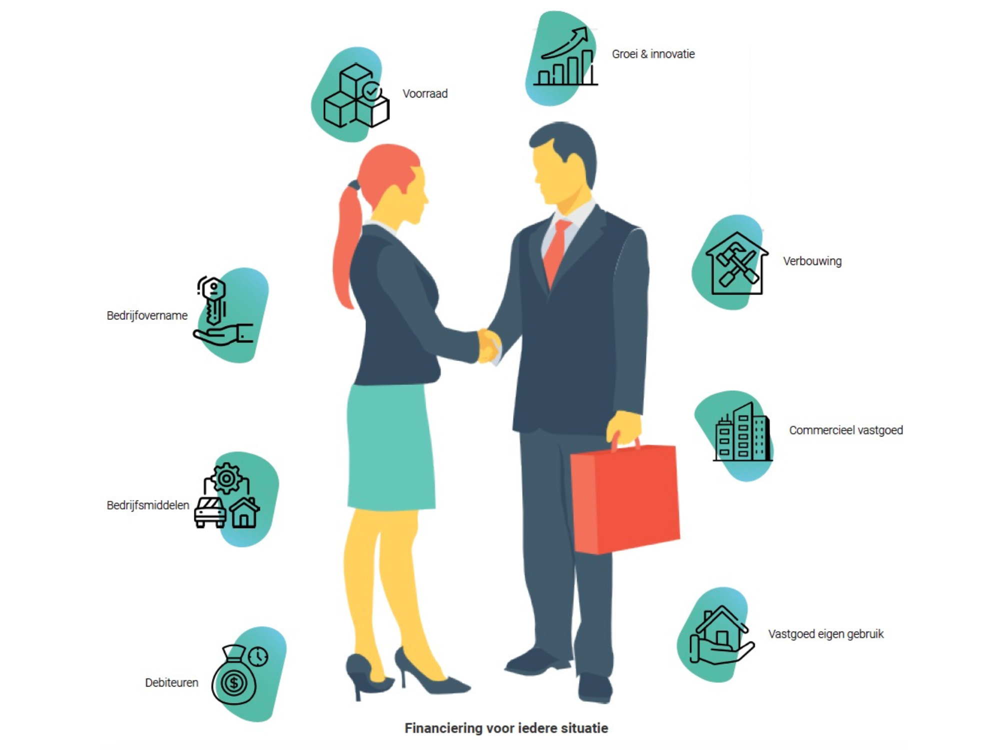 Groei & innovatie
Voorraad
Verbouwing
Bedrijfovername
Commercieel vastgoed
Bedrijfsmiddelen
Vastgoed eigen gebruik
Debiteuren
$
Financiering voor iedere situatie